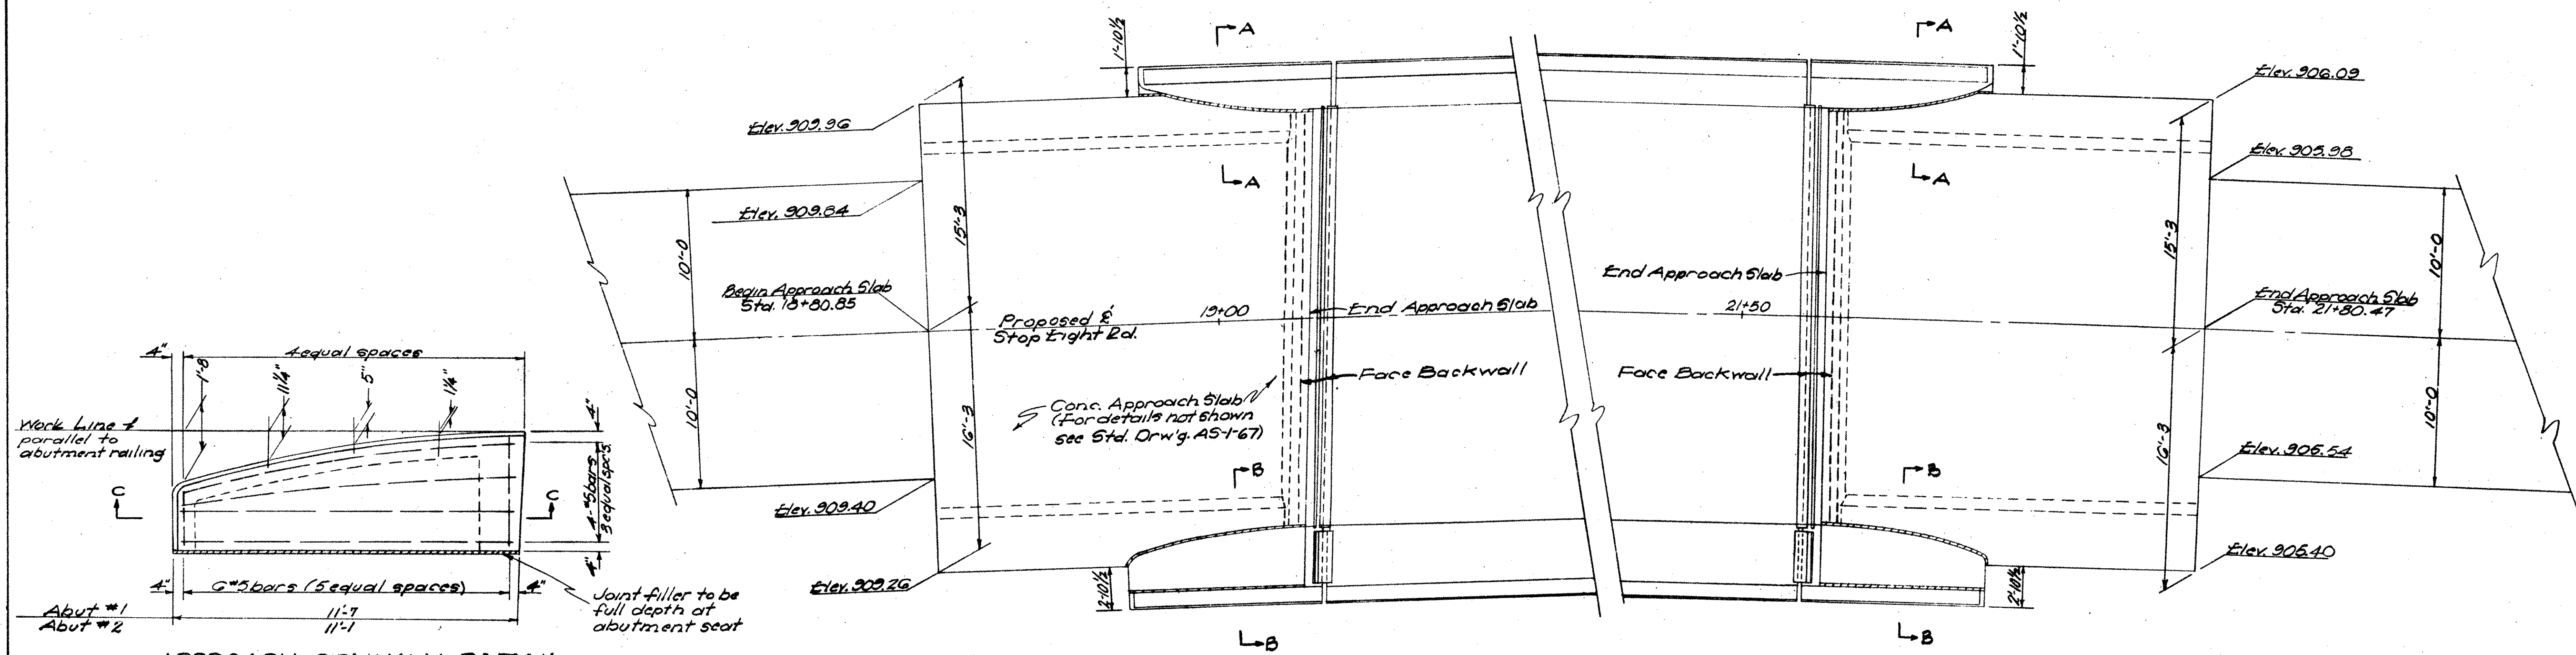 4"
4 equal spaces
1'-8
11¼"
5"
1¼"
4"
Work Line
parallel to
abutment railing
C
C
4-#5 bars
3 equal spc's.
4"
4"
6 #5 bars (5 equal spaces)
4"
Abut #1
11'-7
Abut #2
11'-1
Joint filler to be
full depth at
abutment seat
1'-10½
A
A
1'-10½
Elev. 909.96
Elev. 909.84
10'-0
15'-3
Begin Approach Slab
Sta. 18+80.85
Proposed ℄
Stop Eight Rd.
19+00
End Approach Slab
A
10'-0
16'-3
Conc. Approach Slab
(For details not shown
see Std. Drw'g. AS-1-67)
Face Backwall
B
Elev. 909.40
Elev. 909.26
2'-10½
B
End Approach Slab
21+50
Face Backwall
A
B
B
Elev. 906.09
Elev. 905.98
15'-3
10'-0
End Approach Slab
Sta. 21+80.47
16'-3
10'-0
Elev. 905.54
Elev. 905.40
2'-10½